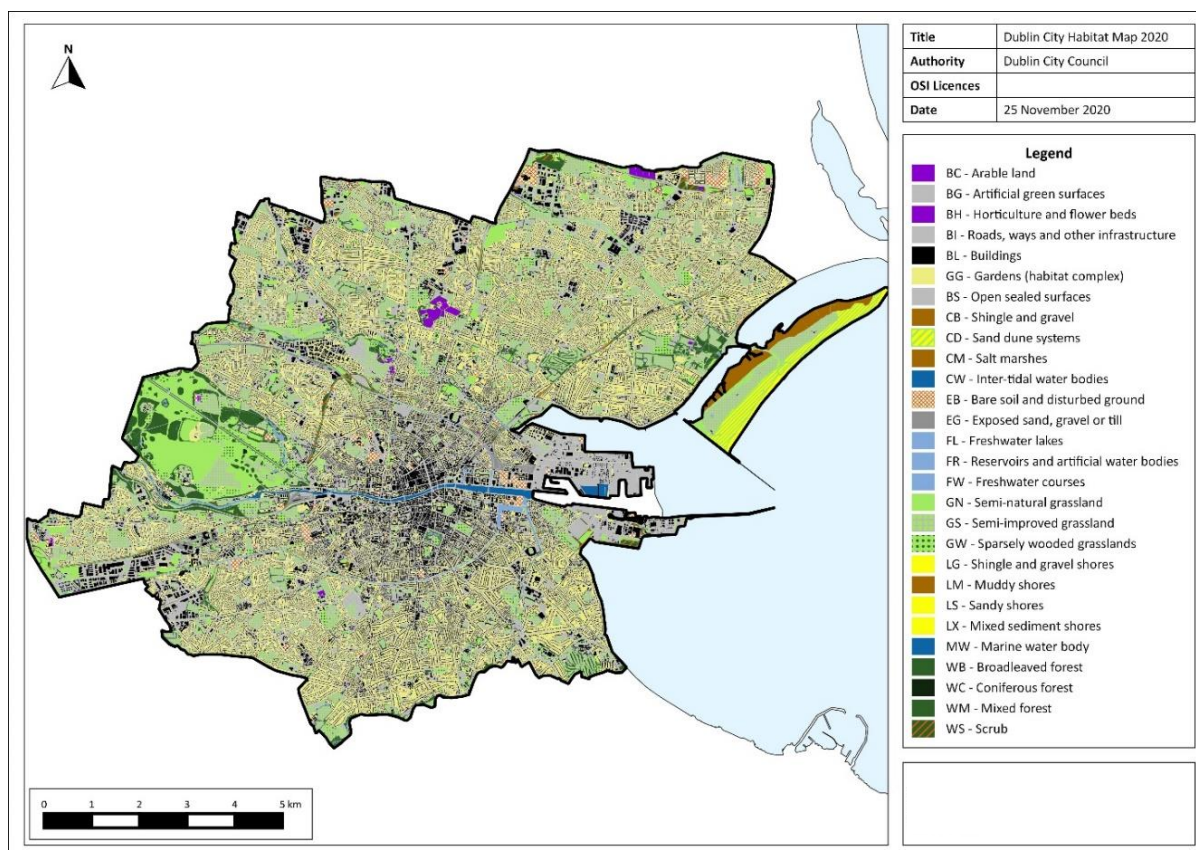 N
Title Dublin City Habitat Map 2020
Authority Dublin City Council
OSI Licences
Date 25 November 2020
Legend
BC - Arable land
BG - Artificial green surfaces
BH - Horticulture and flower beds
BI - Roads, ways and other infrastructure
BL - Buildings
GG - Gardens (habitat complex)
BS - Open sealed surfaces
CB - Shingle and gravel
CD - Sand dune systems
CM - Salt marshes
CW - Inter-tidal water bodies
EB - Bare soil and disturbed ground
EG - Exposed sand, gravel or till
FL - Freshwater lakes
FR - Reservoirs and artificial water bodies
FW - Freshwater courses
GN - Semi-natural grassland
GS - Semi-improved grassland
GW - Sparsely wooded grasslands
LG - Shingle and gravel shores
LM - Muddy shores
LS - Sandy shores
LX - Mixed sediment shores
MW - Marine water body
WB - Broadleaved forest
WC - Coniferous forest
WM - Mixed forest
WS - Scrub
0 1 2 3 4 5 km